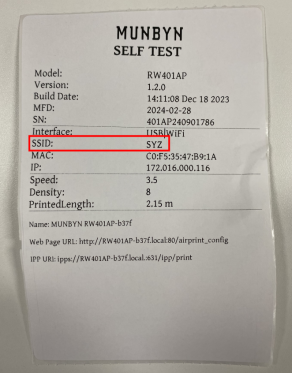 MUNBYN
SELF TEST
Model: RW401AP
Version: 1.2.0
Build Date: 14:11:08 Dec 18 2023
MFD: 2024-02-28
SN: 401AP240901786
Interface: USB|WiFi
SSID: SYZ
MAC: C0:F5:35:47:B9:1A
IP: 172.016.000.116
Speed: 3.5
Density: 8
PrintedLength: 2.15 m
Name: MUNBYN RW401AP-b37f
Web Page URL: http://RW401AP-b37f.local:80/airprint_config
IPP URI: ipps://RW401AP-b37f.local.:631/ipp/print